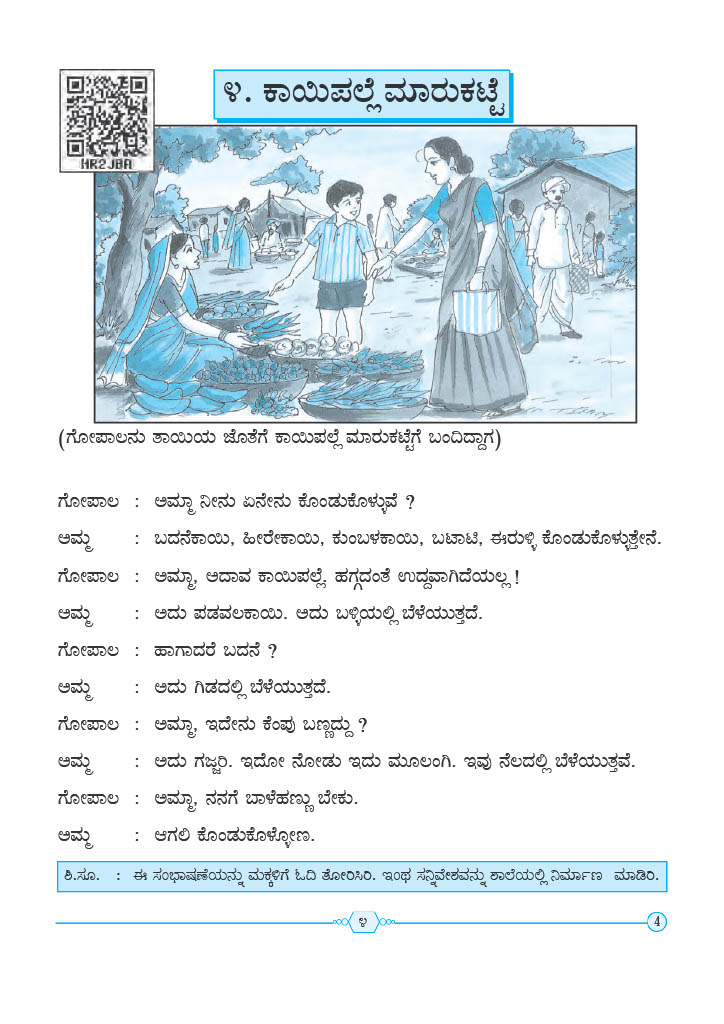 ೪. ಕಾಯಿಪಲ್ಲೆ ಮಾರುಕಟ್ಟೆ
HR2JBA
(ಗೋಪಾಲನು ತಾಯಿಯ ಜೊತೆಗೆ ಕಾಯಿಪಲ್ಲೆ ಮಾರುಕಟ್ಟೆಗೆ ಬಂದಿದ್ದಾಗ)
ಗೋಪಾಲ : ಅಮ್ಮಾ ನೀನು ಏನೇನು ಕೊಂಡುಕೊಳ್ಳುವೆ ?
ಅಮ್ಮ : ಬದನೆಕಾಯಿ, ಹೀರೇಕಾಯಿ, ಕುಂಬಳಕಾಯಿ, ಬಟಾಟಿ, ಈರುಳ್ಳಿ ಕೊಂಡುಕೊಳ್ಳುತ್ತೇನೆ.
ಗೋಪಾಲ : ಅಮ್ಮಾ, ಅದಾವ ಕಾಯಿಪಲ್ಲೆ. ಹಗ್ಗದಂತೆ ಉದ್ದವಾಗಿದೆಯಲ್ಲ !
ಅಮ್ಮ : ಅದು ಪಡವಲಕಾಯಿ. ಅದು ಬಳ್ಳಿಯಲ್ಲಿ ಬೆಳೆಯುತ್ತದೆ.
ಗೋಪಾಲ : ಹಾಗಾದರೆ ಬದನೆ ?
ಅಮ್ಮ : ಅದು ಗಿಡದಲ್ಲಿ ಬೆಳೆಯುತ್ತದೆ.
ಗೋಪಾಲ : ಅಮ್ಮಾ, ಇದೇನು ಕೆಂಪು ಬಣ್ಣದ್ದು ?
ಅಮ್ಮ : ಅದು ಗಜ್ಜರಿ. ಇದೋ ನೋಡು ಇದು ಮೂಲಂಗಿ. ಇವು ನೆಲದಲ್ಲಿ ಬೆಳೆಯುತ್ತವೆ.
ಗೋಪಾಲ : ಅಮ್ಮಾ, ನನಗೆ ಬಾಳೆಹಣ್ಣು ಬೇಕು.
ಅಮ್ಮ : ಆಗಲಿ ಕೊಂಡುಕೊಳ್ಳೋಣ.
ಶಿ.ಸೂ. : ಈ ಸಂಭಾಷಣೆಯನ್ನು ಮಕ್ಕಳಿಗೆ ಓದಿ ತೋರಿಸಿರಿ. ಇಂಥ ಸನ್ನಿವೇಶವನ್ನು ಶಾಲೆಯಲ್ಲಿ ನಿರ್ಮಾಣ ಮಾಡಿರಿ.
೪
4